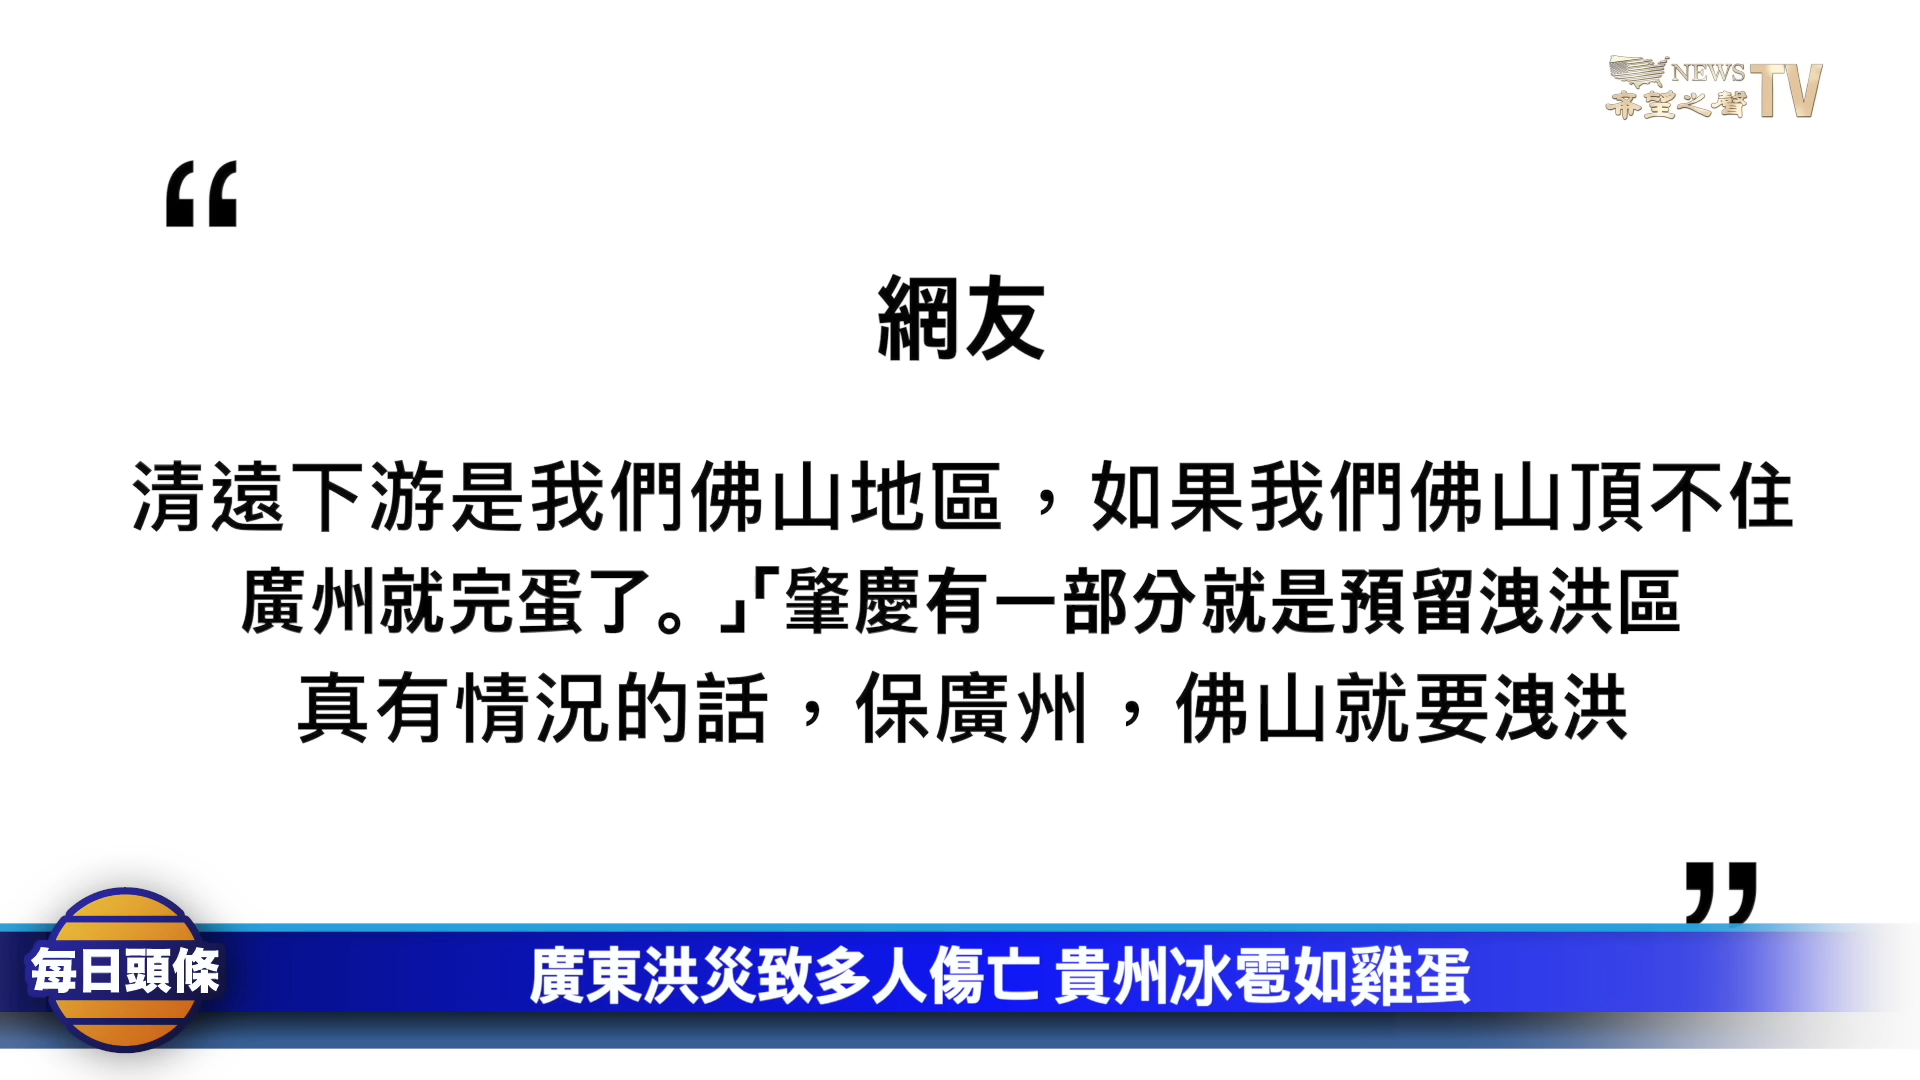 NEWS
希望之聲TV
“
網友
清遠下游是我們佛山地區，如果我們佛山頂不住
廣州就完蛋了。」「肇慶有一部分就是預留洩洪區
真有情況的話，保廣州，佛山就要洩洪
”
每日頭條
廣東洪災致多人傷亡 貴州冰雹如雞蛋